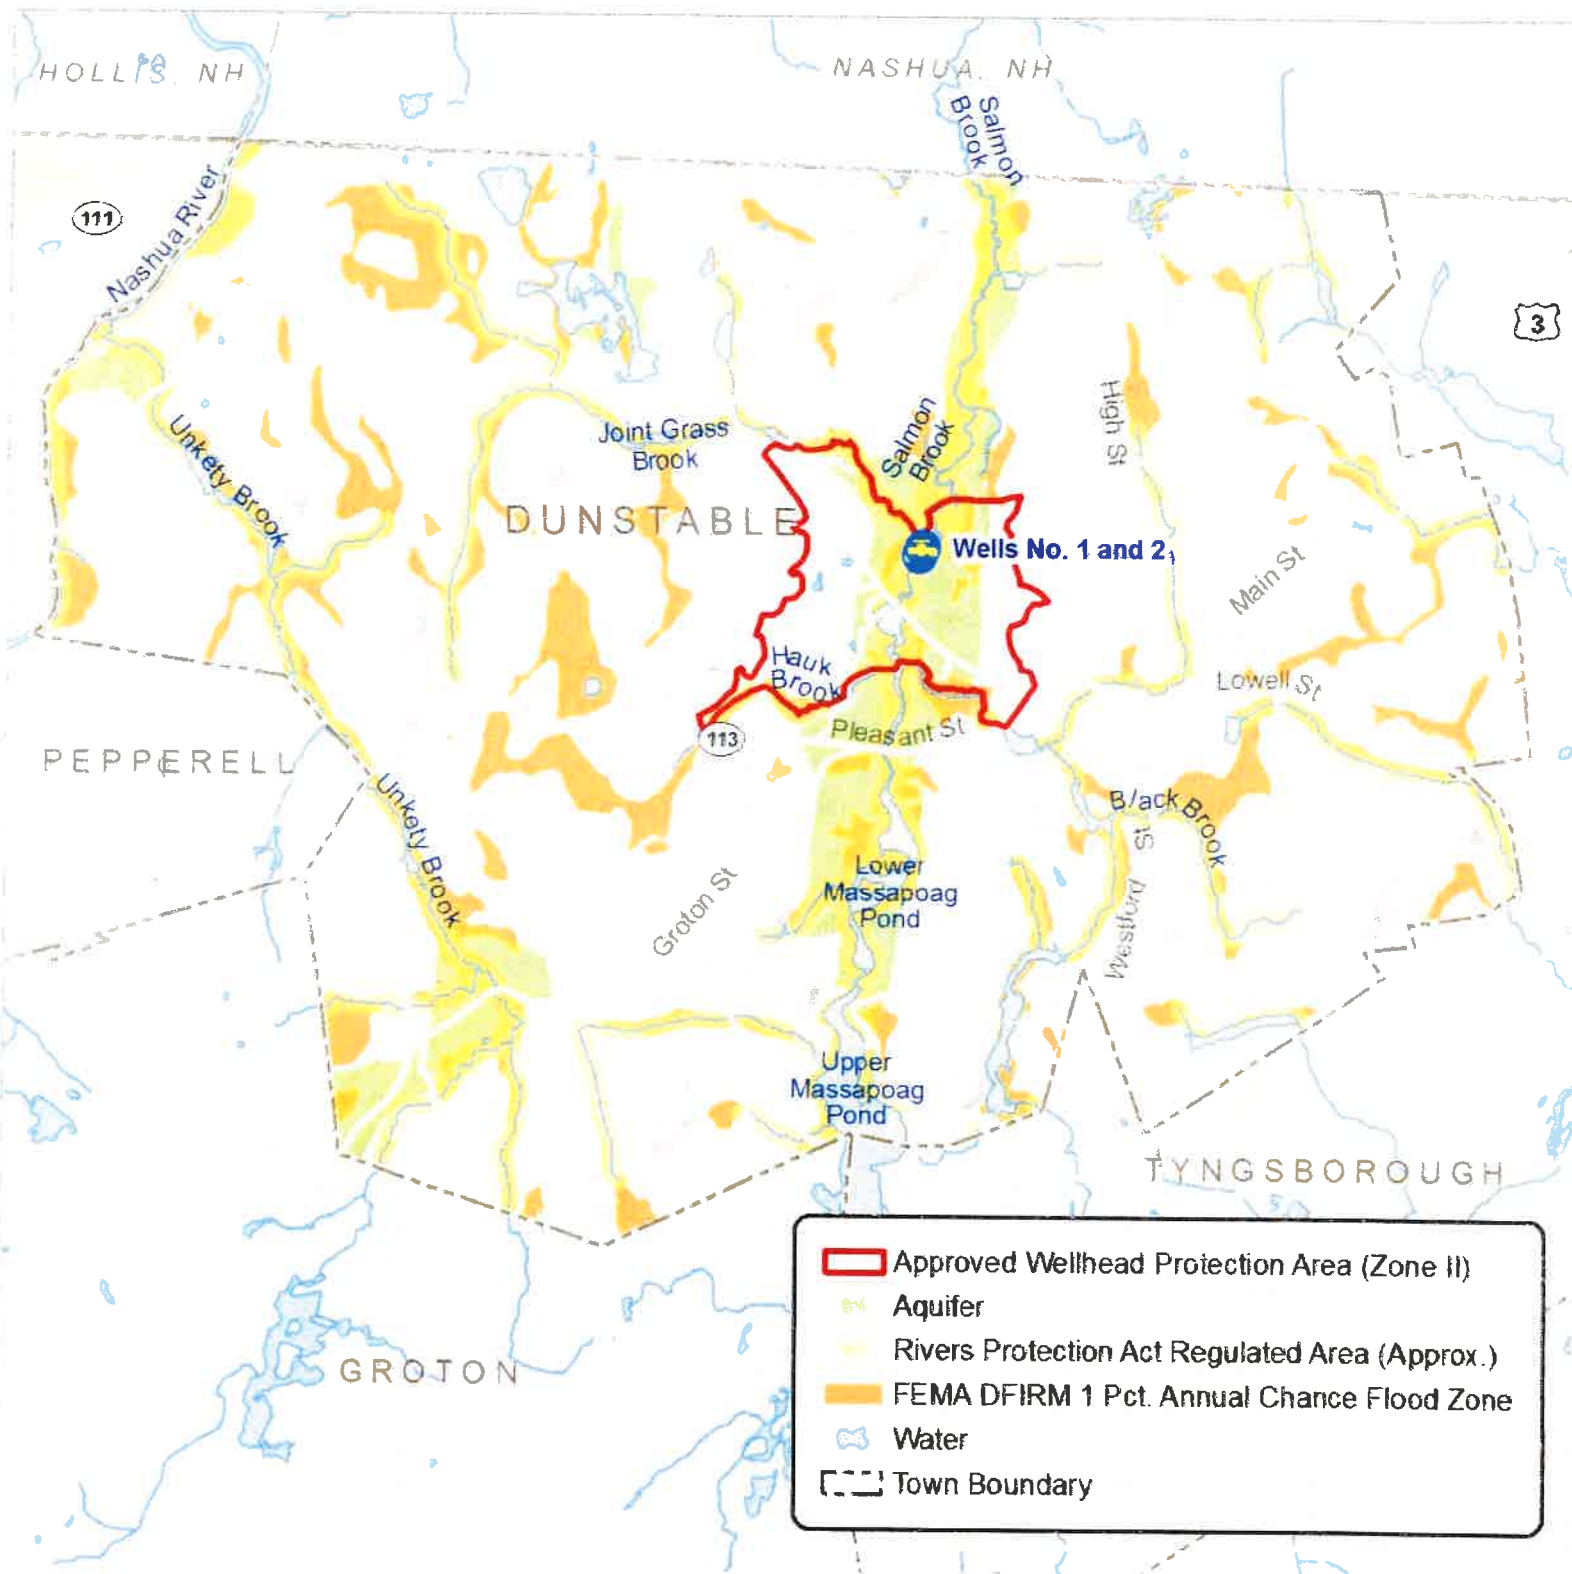 HOLLIS, NH
NASHUA, NH
Salmon
Brook
111
Nashua River
3
High St
Salmon
Brook
Joint Grass
Brook
Unkety Brook
DUNSTABLE
Wells No. 1 and 2
Main St
Hauk
Brook
Lowell St
113
Pleasant St
PEPPERELL
Unkety Brook
Black Brook
Westford St
Groton St
Lower
Massapoag
Pond
Upper
Massapoag
Pond
TYNGSBOROUGH
GROTON
Approved Wellhead Protection Area (Zone II)
Aquifer
Rivers Protection Act Regulated Area (Approx.)
FEMA DFIRM 1 Pct. Annual Chance Flood Zone
Water
Town Boundary